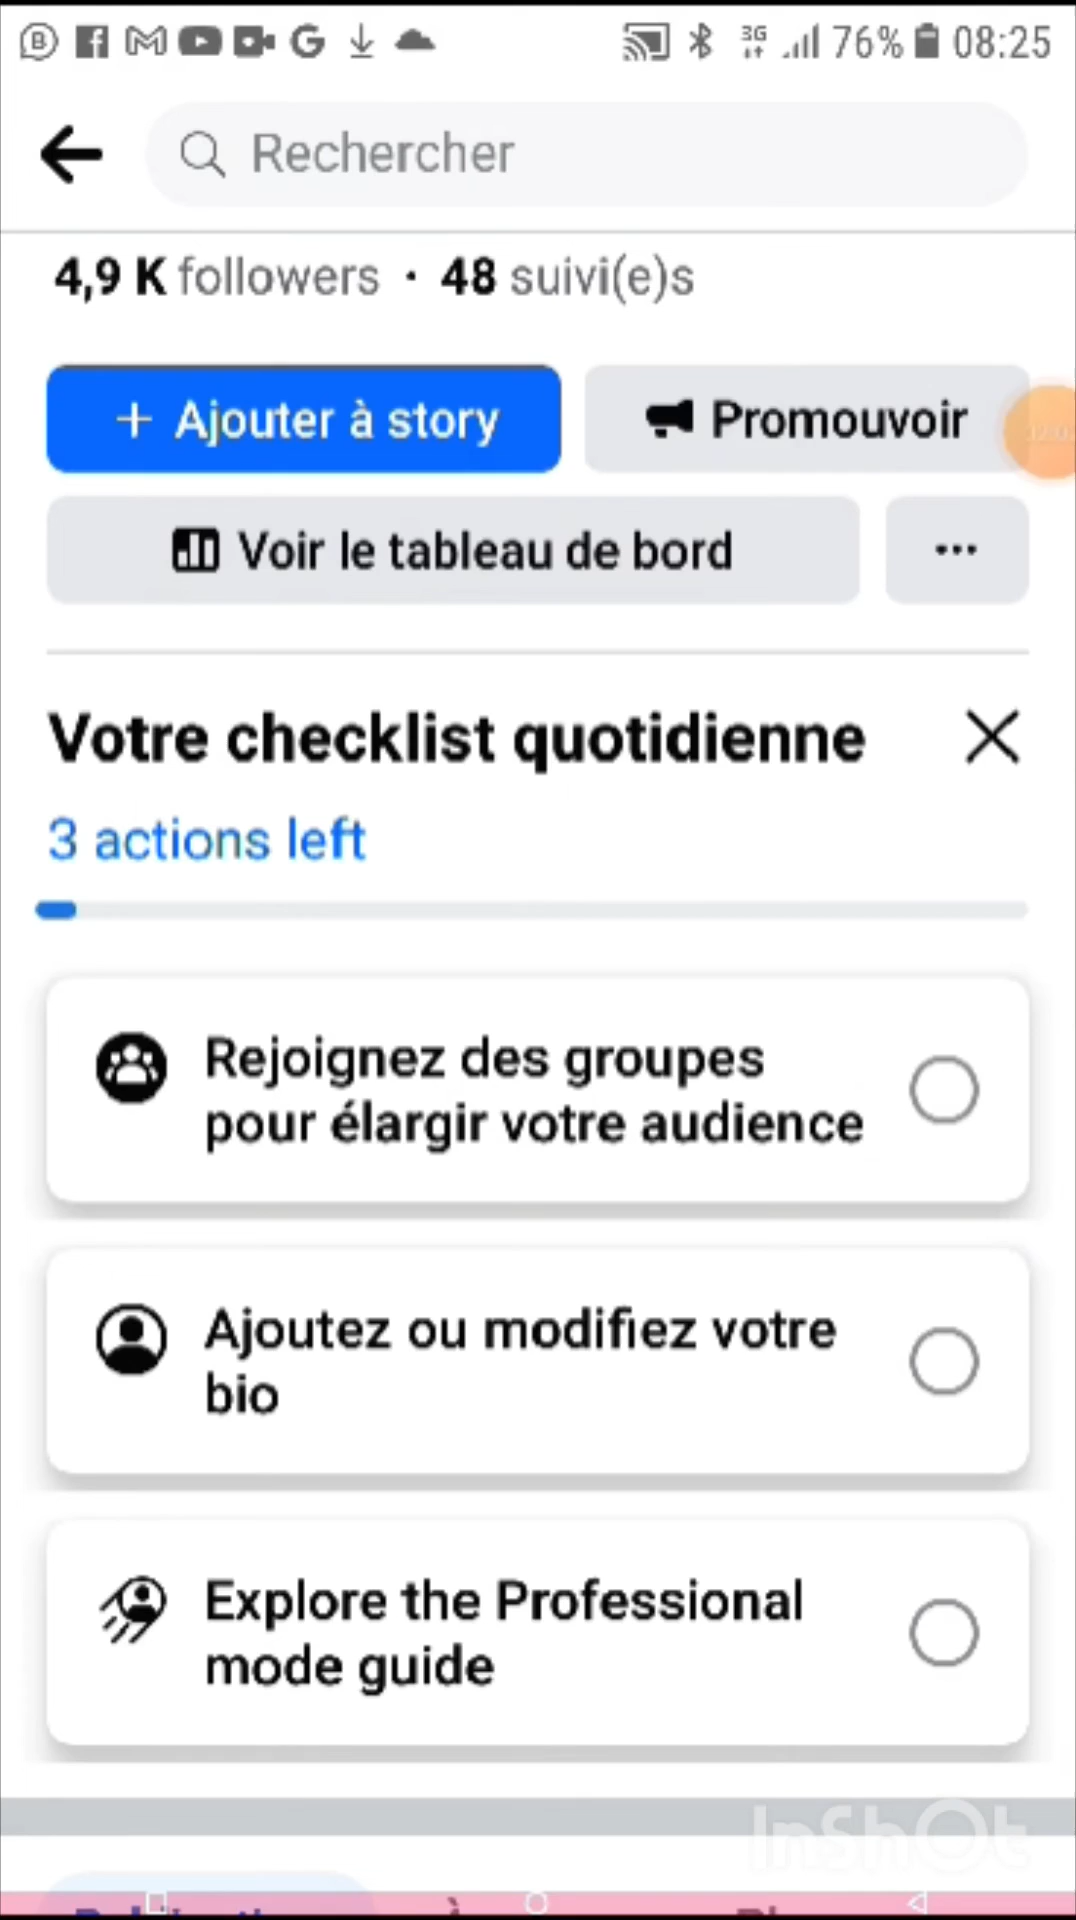 3G 76% 08:25
Rechercher
4,9 K followers · 48 suivi(e)s
+ Ajouter à story
Promouvoir
Voir le tableau de bord
...
Votre checklist quotidienne
3 actions left
Rejoignez des groupes
pour élargir votre audience
Ajoutez ou modifiez votre
bio
Explore the Professional
mode guide
InShOt